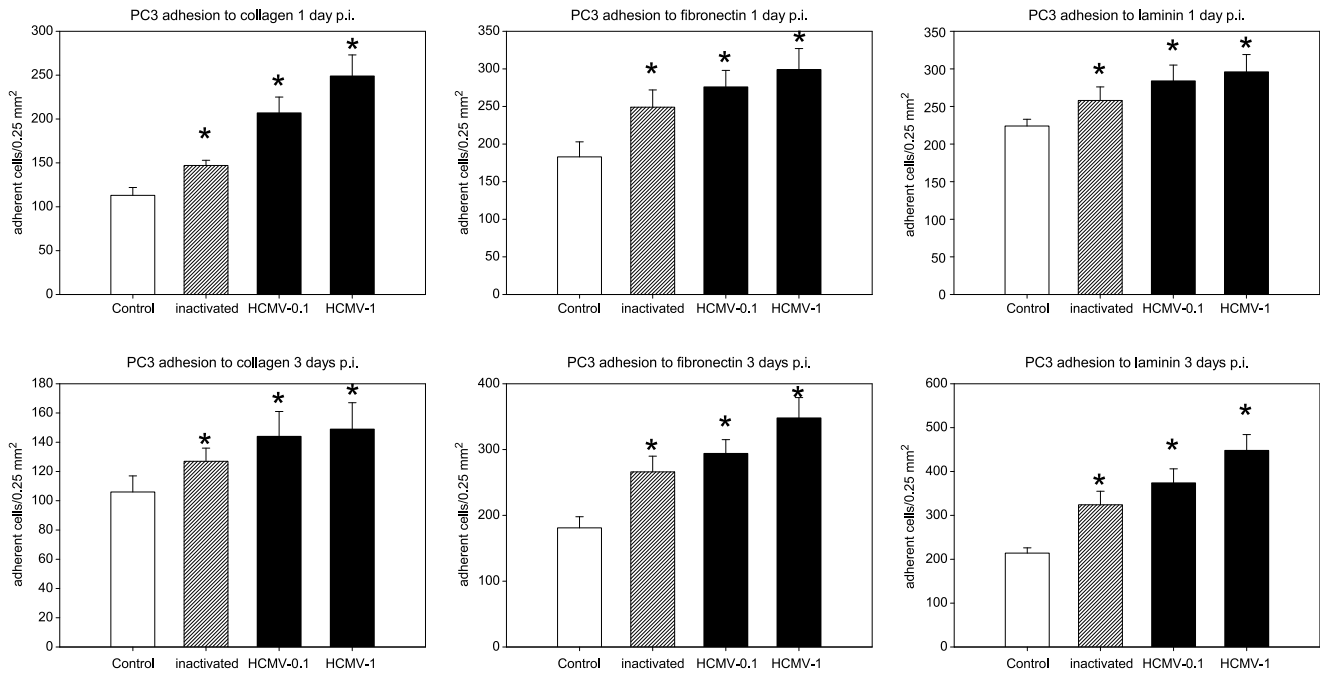 PC3 adhesion to collagen 1 day p.i.
adherent cells/0.25 mm²
300
250
200
150
100
50
0
* * *
Control inactivated HCMV-0.1 HCMV-1
PC3 adhesion to fibronectin 1 day p.i.
adherent cells/0.25 mm²
350
300
250
200
150
100
50
0
* * *
Control inactivated HCMV-0.1 HCMV-1
PC3 adhesion to laminin 1 day p.i.
adherent cells/0.25 mm²
350
300
250
200
150
100
50
0
* * *
Control inactivated HCMV-0.1 HCMV-1
PC3 adhesion to collagen 3 days p.i.
adherent cells/0.25 mm²
180
160
140
120
100
80
60
40
20
0
* * *
Control inactivated HCMV-0.1 HCMV-1
PC3 adhesion to fibronectin 3 days p.i.
adherent cells/0.25 mm²
400
300
200
100
0
* * *
Control inactivated HCMV-0.1 HCMV-1
PC3 adhesion to laminin 3 days p.i.
adherent cells/0.25 mm²
600
500
400
300
200
100
0
* * *
Control inactivated HCMV-0.1 HCMV-1